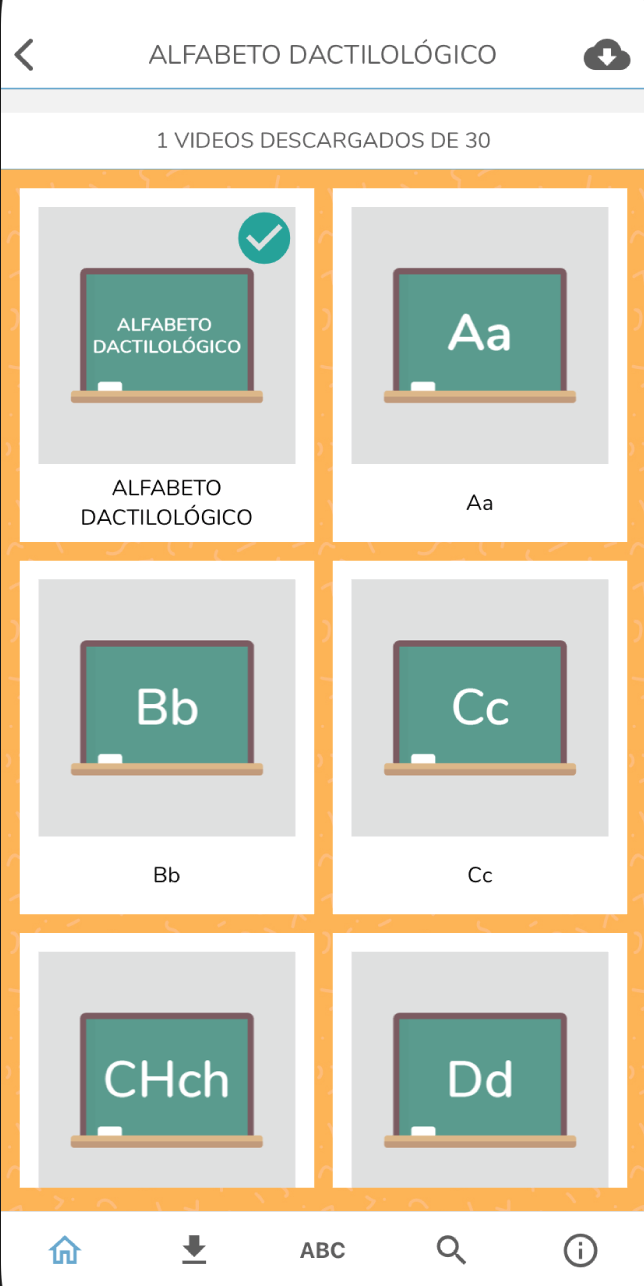 ALFABETO DACTILOLÓGICO
1 VIDEOS DESCARGADOS DE 30
ALFABETO
DACTILOLÓGICO
Aa
ALFABETO
DACTILOLÓGICO
Aa
Bb
Cc
Bb
Cc
CHch
Dd
ABC